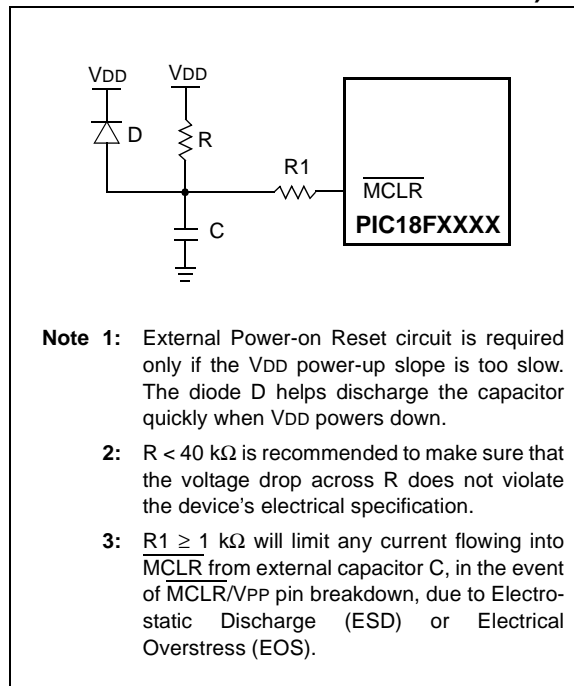 VDD VDD
D R
R1
MCLR
C PIC18FXXXX
Note 1: External Power-on Reset circuit is required
only if the VDD power-up slope is too slow.
The diode D helps discharge the capacitor
quickly when VDD powers down.
2: R < 40 kΩ is recommended to make sure that
the voltage drop across R does not violate
the device's electrical specification.
3: R1 ≥ 1 kΩ will limit any current flowing into
MCLR from external capacitor C, in the event
of MCLR/VPP pin breakdown, due to Electro-
static Discharge (ESD) or Electrical
Overstress (EOS).